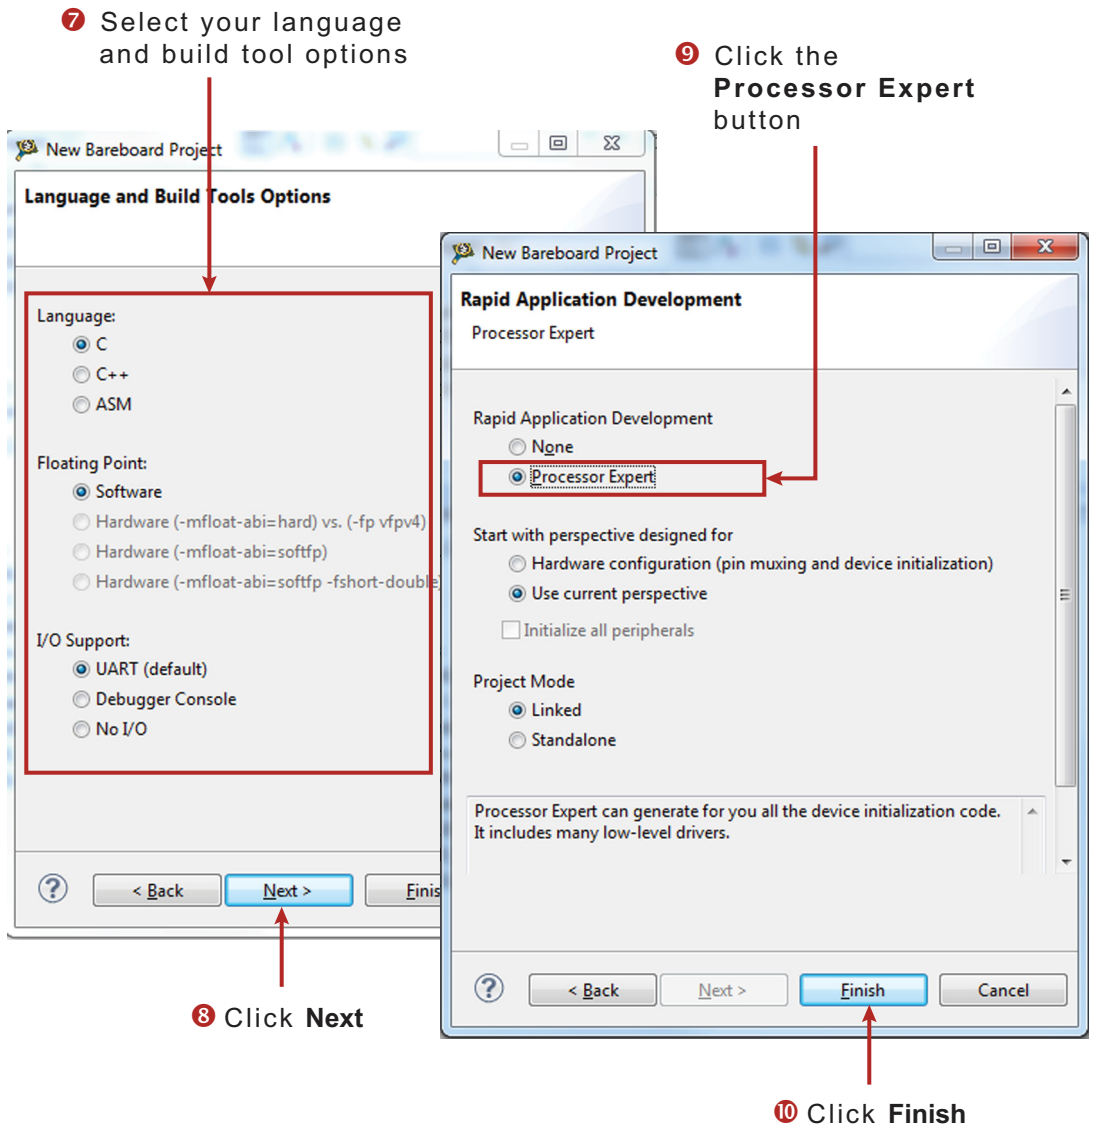 ❼ Select your language
and build tool options
❾ Click the
Processor Expert
button
New Bareboard Project
Language and Build Tools Options
Language:
C
C++
ASM
Floating Point:
Software
Hardware (-mfloat-abi=hard) vs. (-fp vfpv4)
Hardware (-mfloat-abi=softfp)
Hardware (-mfloat-abi=softfp -fshort-double)
I/O Support:
UART (default)
Debugger Console
No I/O
< Back
Next >
Finis
❽ Click Next
New Bareboard Project
Rapid Application Development
Processor Expert
Rapid Application Development
None
Processor Expert
Start with perspective designed for
Hardware configuration (pin muxing and device initialization)
Use current perspective
Initialize all peripherals
Project Mode
Linked
Standalone
Processor Expert can generate for you all the device initialization code.
It includes many low-level drivers.
< Back
Next >
Finish
Cancel
❿ Click Finish